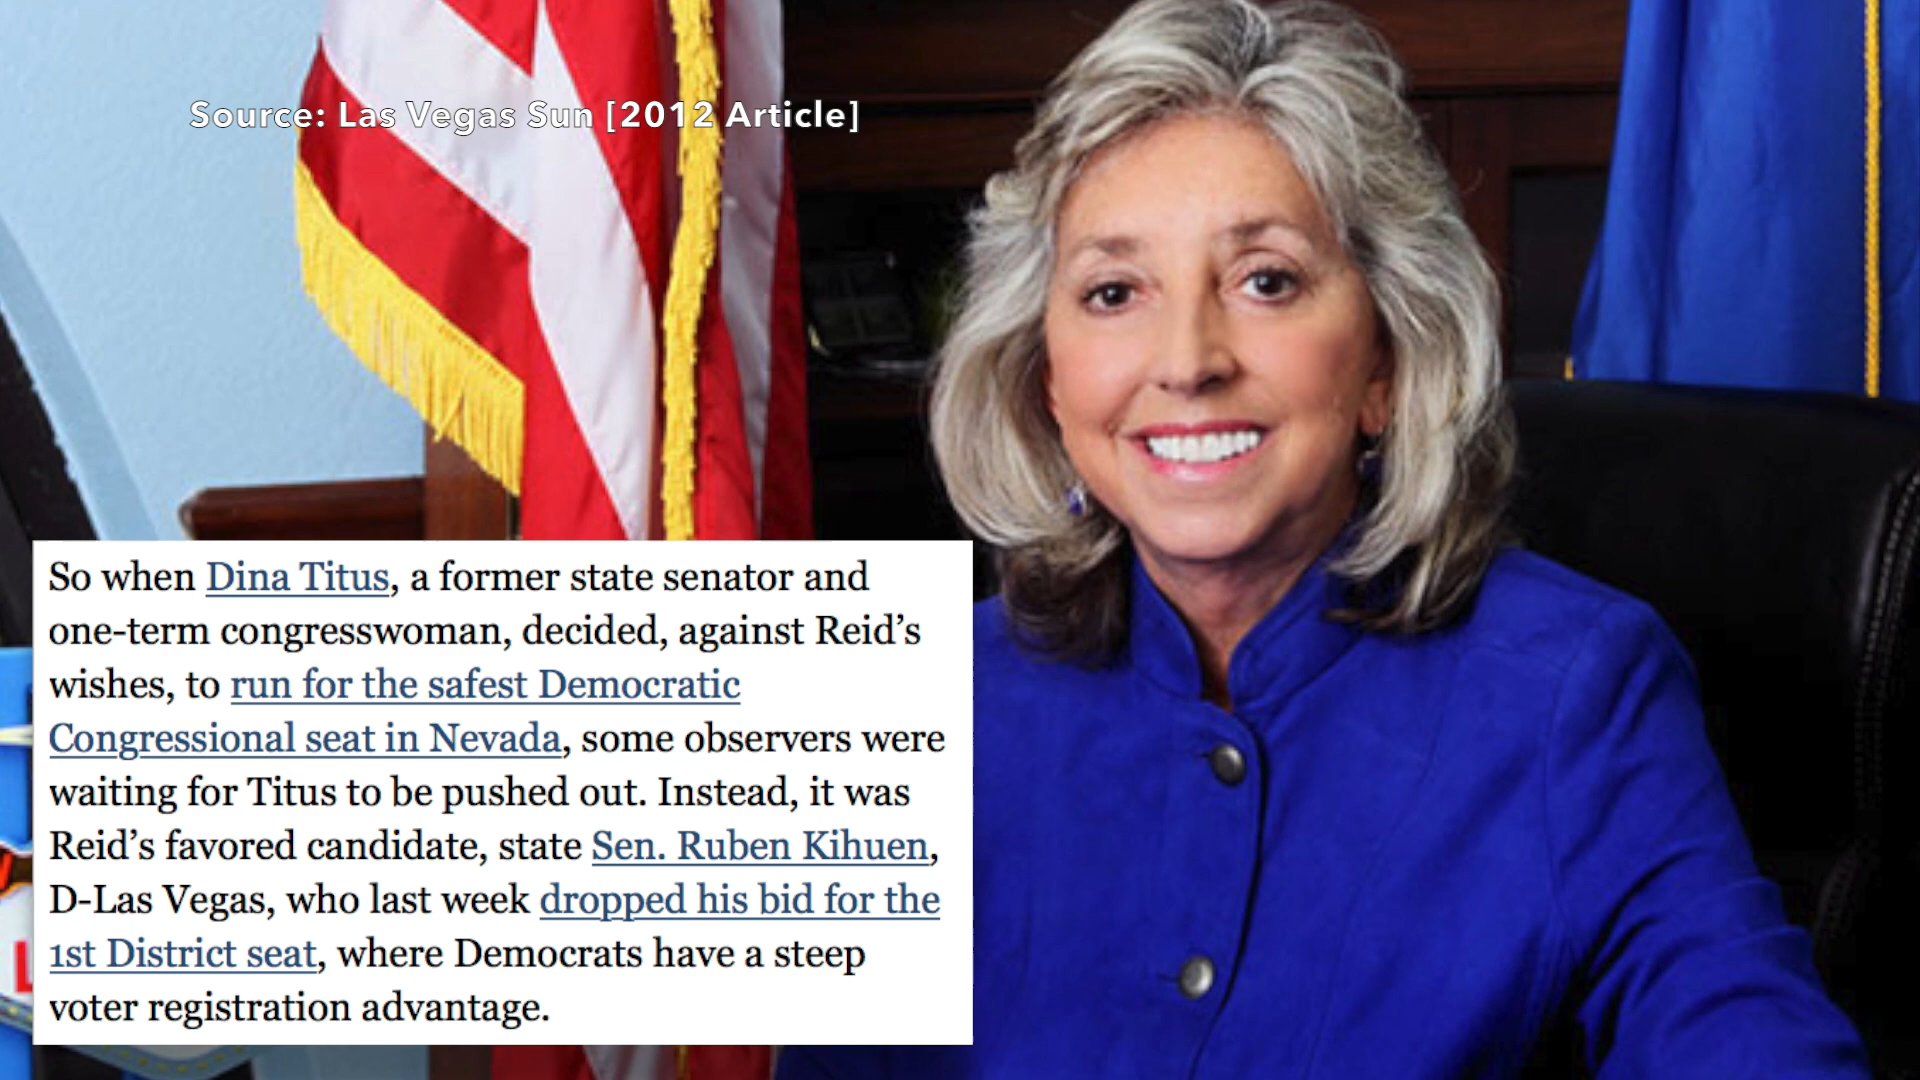 Source: Las Vegas Sun [2012 Article]
So when Dina Titus, a former state senator and
one-term congresswoman, decided, against Reid’s
wishes, to run for the safest Democratic
Congressional seat in Nevada, some observers were
waiting for Titus to be pushed out. Instead, it was
Reid’s favored candidate, state Sen. Ruben Kihuen,
D-Las Vegas, who last week dropped his bid for the
1st District seat, where Democrats have a steep
voter registration advantage.